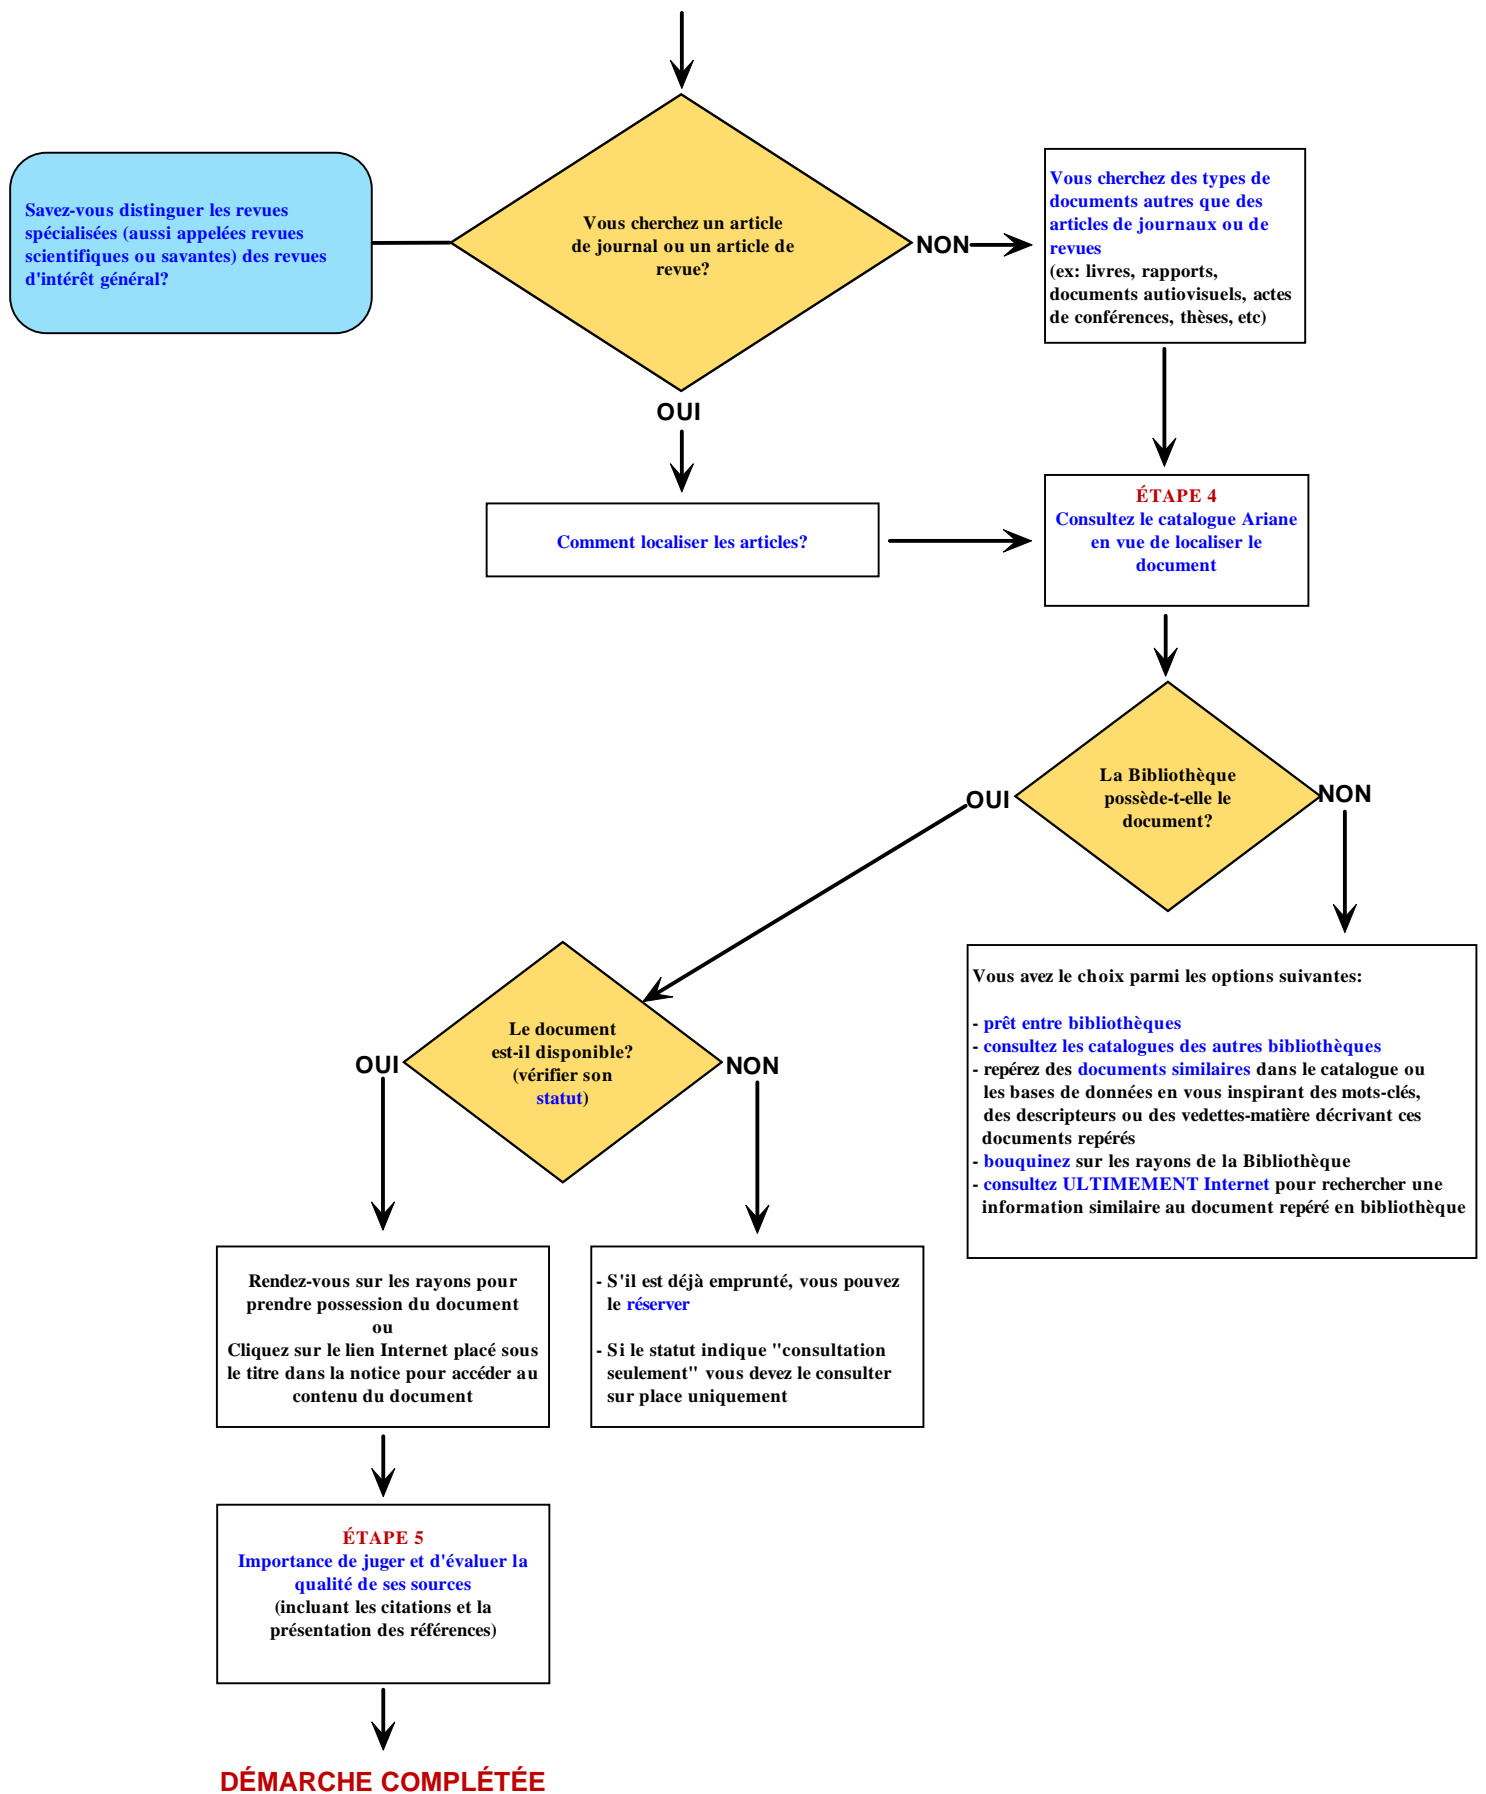 Savez-vous distinguer les revues
spécialisées (aussi appelées revues
scientifiques ou savantes) des revues
d'intérêt général?
Vous cherchez un article
de journal ou un article de
revue?
NON
Vous cherchez des types de
documents autres que des
articles de journaux ou de
revues
(ex: livres, rapports,
documents autiovisuels, actes
de conférences, thèses, etc)
OUI
Comment localiser les articles?
ÉTAPE 4
Consultez le catalogue Ariane
en vue de localiser le
document
La Bibliothèque
possède-t-elle le
document?
OUI
NON
Vous avez le choix parmi les options suivantes:
- prêt entre bibliothèques
- consultez les catalogues des autres bibliothèques
- repérez des documents similaires dans le catalogue ou
les bases de données en vous inspirant des mots-clés,
des descripteurs ou des vedettes-matière décrivant ces
documents repérés
- bouquinez sur les rayons de la Bibliothèque
- consultez ULTIMEMENT Internet pour rechercher une
information similaire au document repéré en bibliothèque
Le document
est-il disponible?
(vérifier son
statut)
OUI
NON
Rendez-vous sur les rayons pour
prendre possession du document
ou
Cliquez sur le lien Internet placé sous
le titre dans la notice pour accéder au
contenu du document
- S'il est déjà emprunté, vous pouvez
le réserver
- Si le statut indique "consultation
seulement" vous devez le consulter
sur place uniquement
ÉTAPE 5
Importance de juger et d'évaluer la
qualité de ses sources
(incluant les citations et la
présentation des références)
DÉMARCHE COMPLÉTÉE